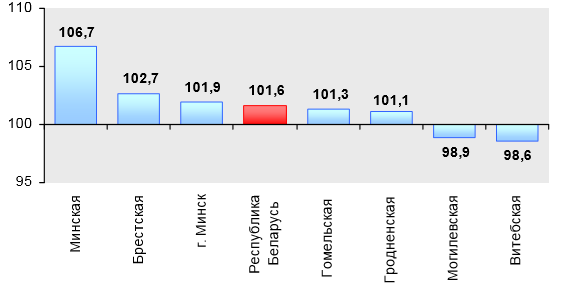 110
105
100
95
106,7
102,7
101,9
101,6
101,3
101,1
98,9
98,6
Минская
Брестская
г. Минск
Республика
Беларусь
Гомельская
Гродненская
Могилевская
Витебская